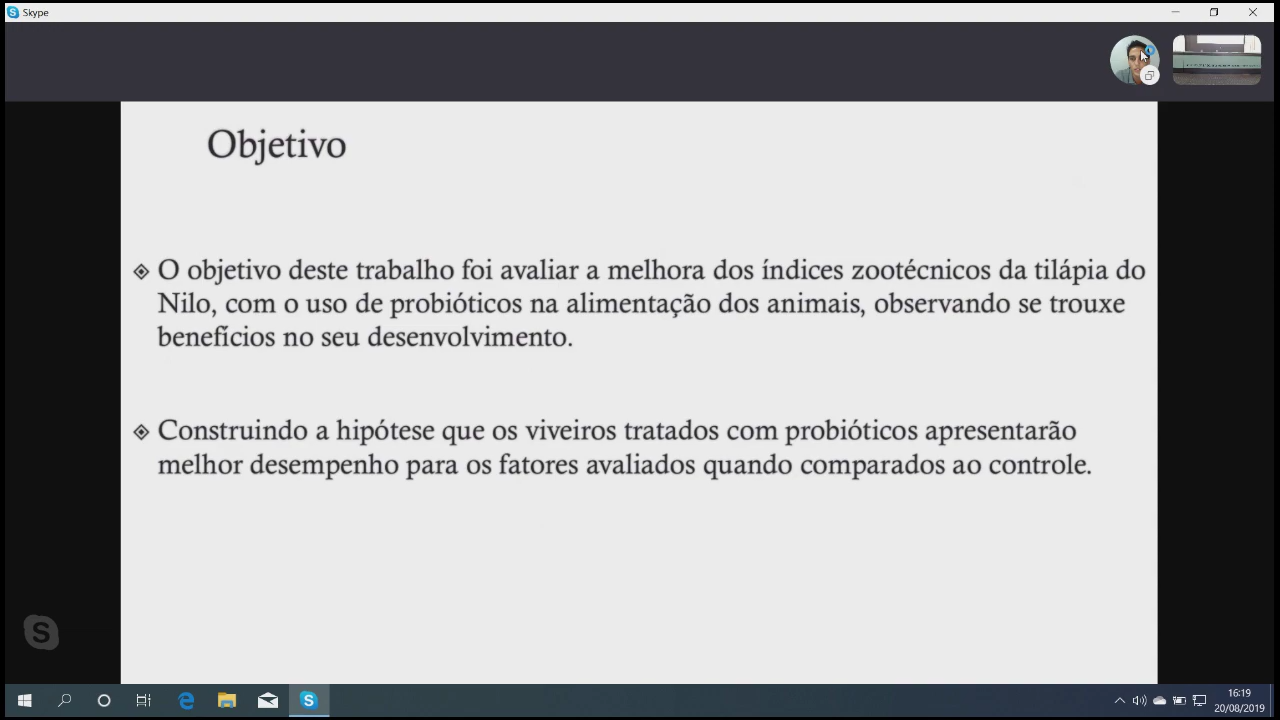 Skype
Objetivo
O objetivo deste trabalho foi avaliar a melhora dos índices zootécnicos da tilápia do
Nilo, com o uso de probióticos na alimentação dos animais, observando se trouxe
benefícios no seu desenvolvimento.
Construindo a hipótese que os viveiros tratados com probióticos apresentarão
melhor desempenho para os fatores avaliados quando comparados ao controle.
16:19
20/08/2019